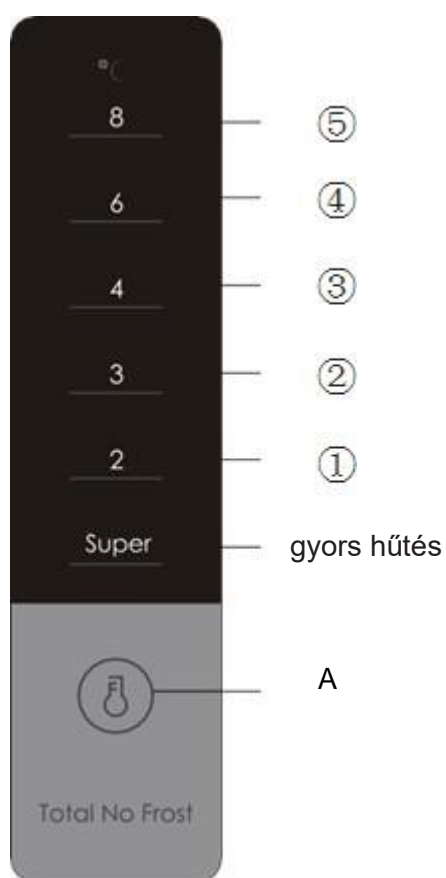 °C
8 ⑤
6 ④
4 ③
3 ②
2 ①
Super gyors hűtés
A
Total No Frost